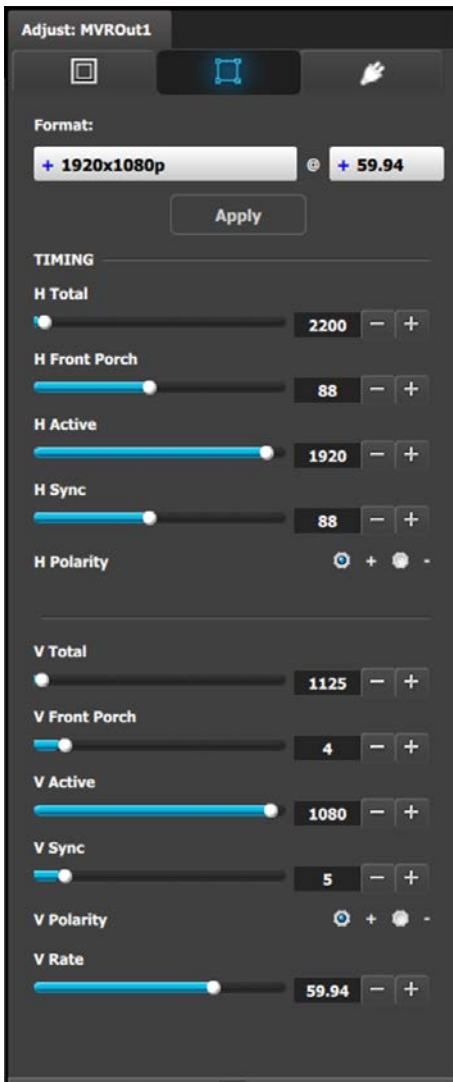 Adjust: MVROut1
Format:
+ 1920x1080p @ + 59.94
Apply
TIMING
H Total
2200 − +
H Front Porch
88 − +
H Active
1920 − +
H Sync
88 − +
H Polarity + -
V Total
1125 − +
V Front Porch
4 − +
V Active
1080 − +
V Sync
5 − +
V Polarity + -
V Rate
59.94 − +